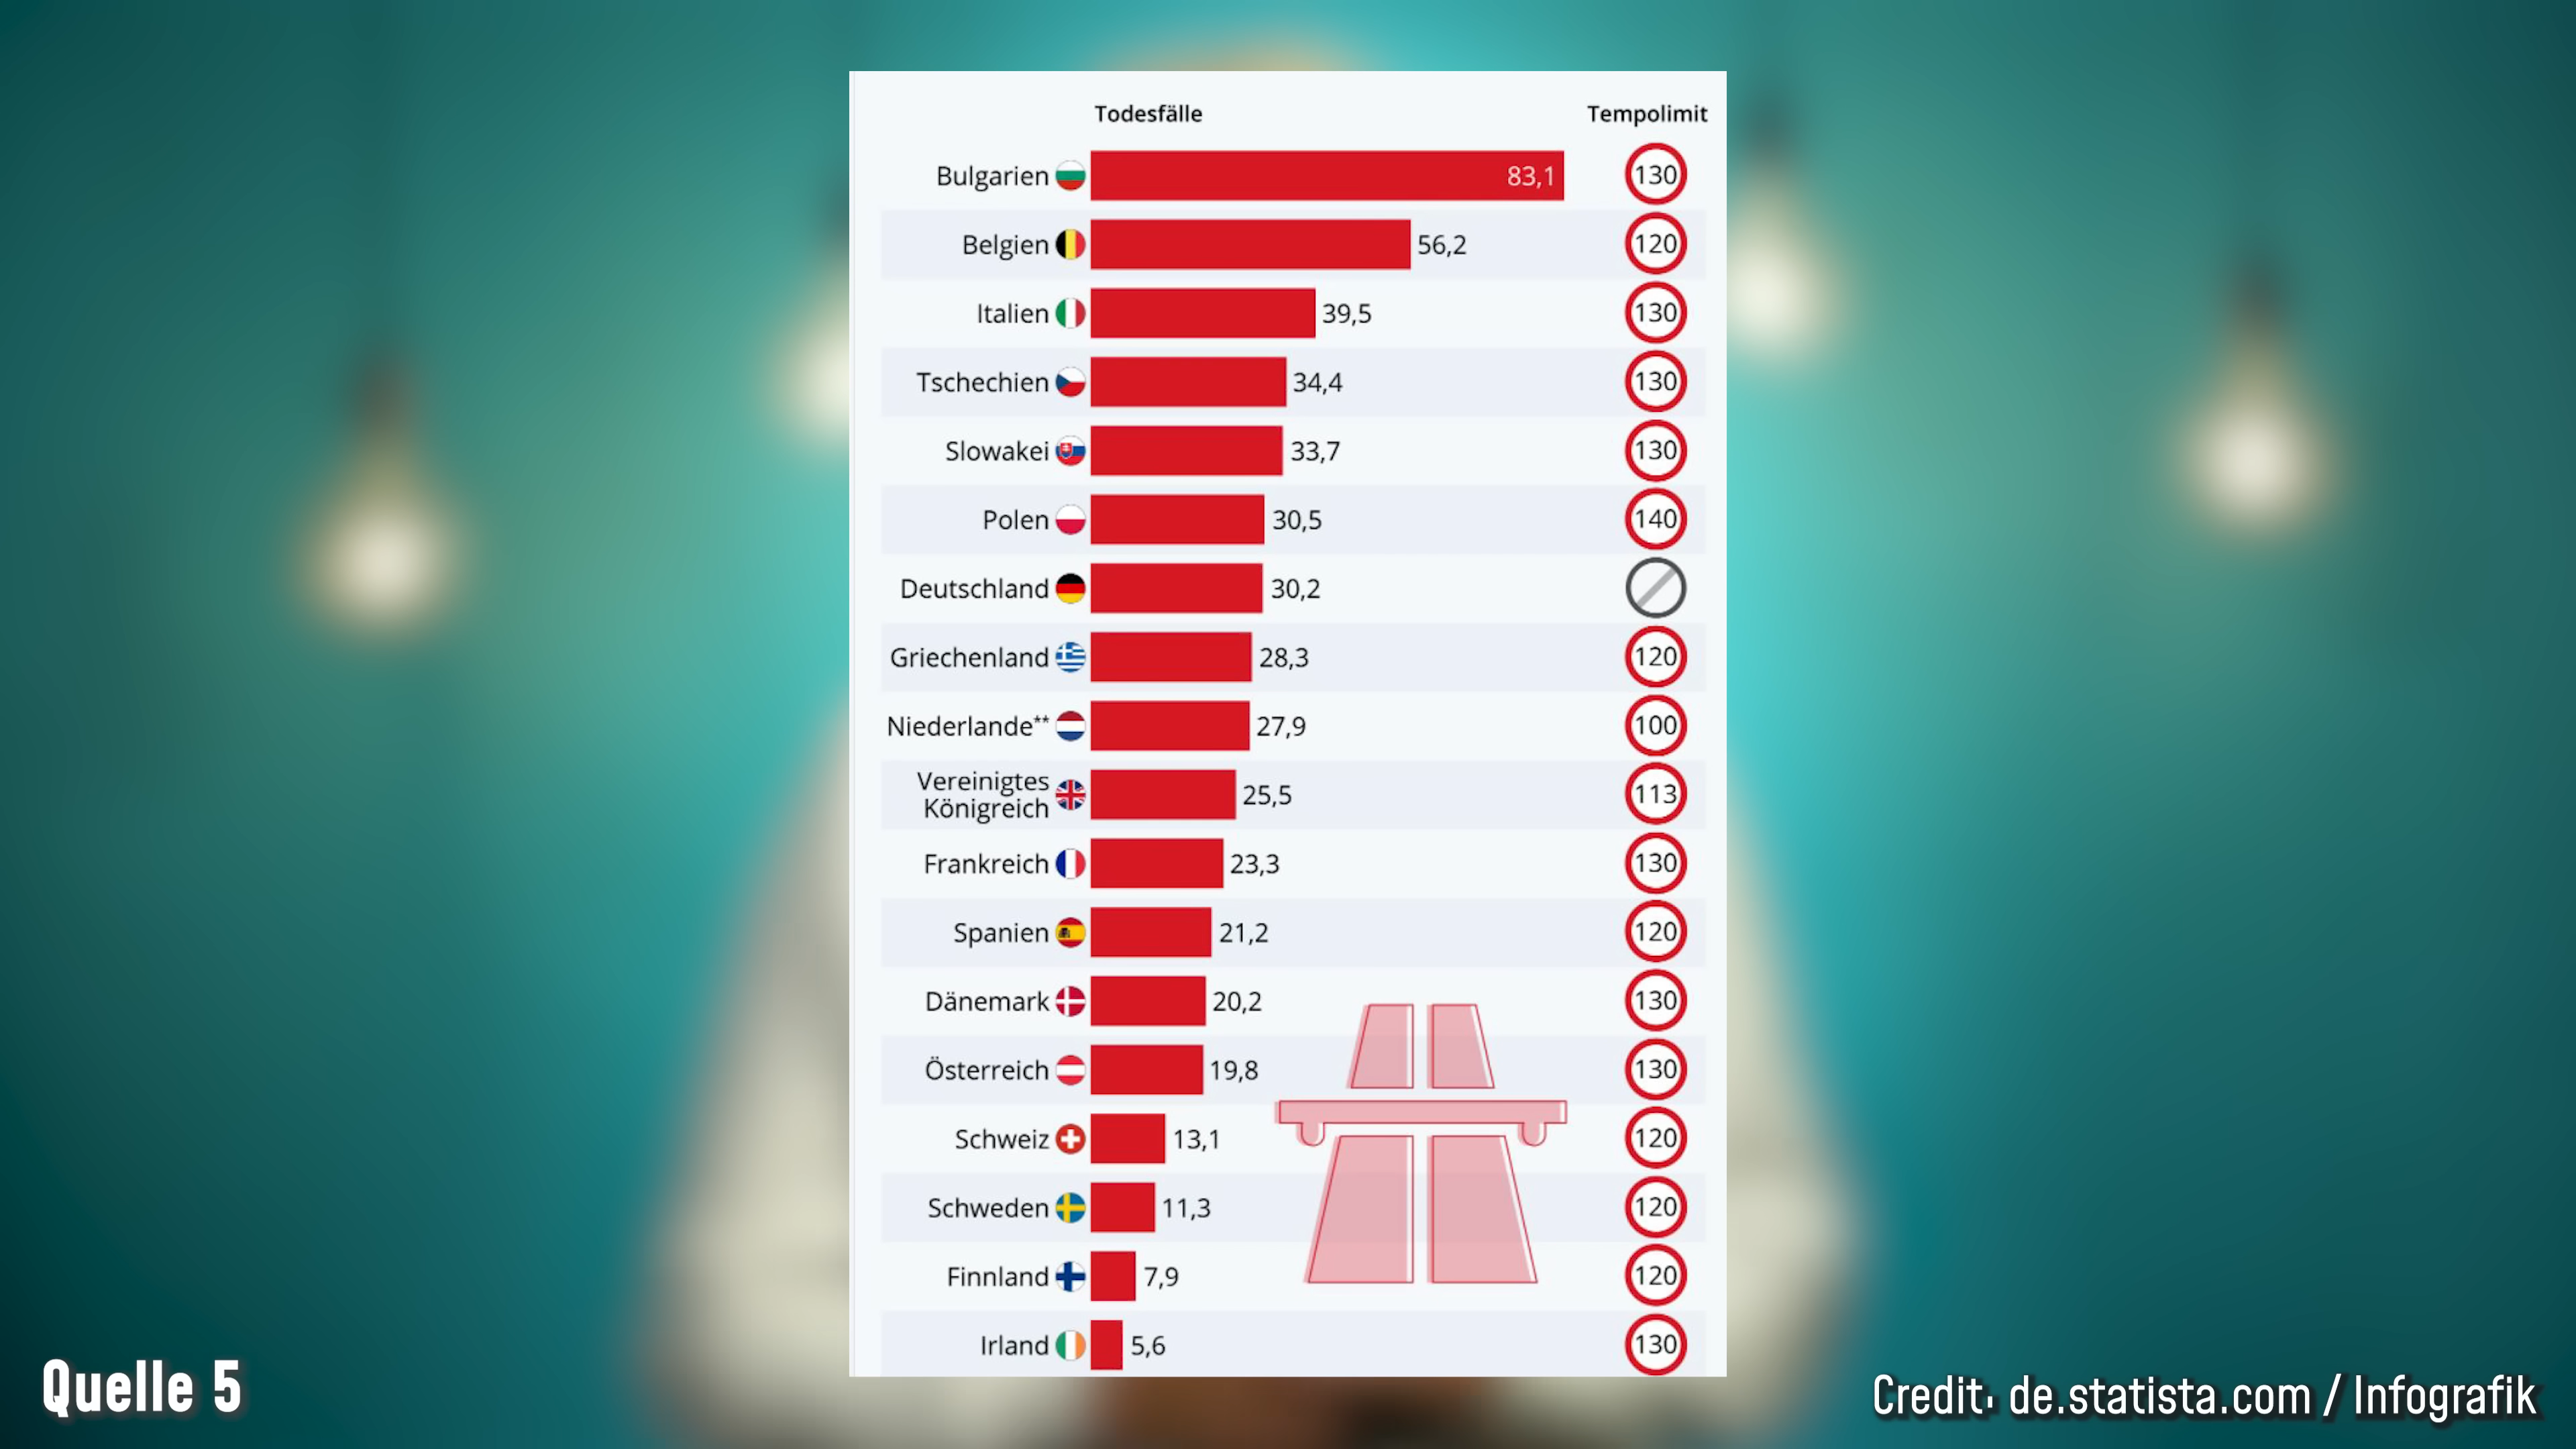 Todesfälle Tempolimit
Bulgarien 83,1 130
Belgien 56,2 120
Italien 39,5 130
Tschechien 34,4 130
Slowakei 33,7 130
Polen 30,5 140
Deutschland 30,2
Griechenland 28,3 120
Niederlande** 27,9 100
Vereinigtes
Königreich 25,5 113
Frankreich 23,3 130
Spanien 21,2 120
Dänemark 20,2 130
Österreich 19,8 130
Schweiz 13,1 120
Schweden 11,3 120
Finnland 7,9 120
Irland 5,6 130
Quelle 5
Credit: de.statista.com / Infografik